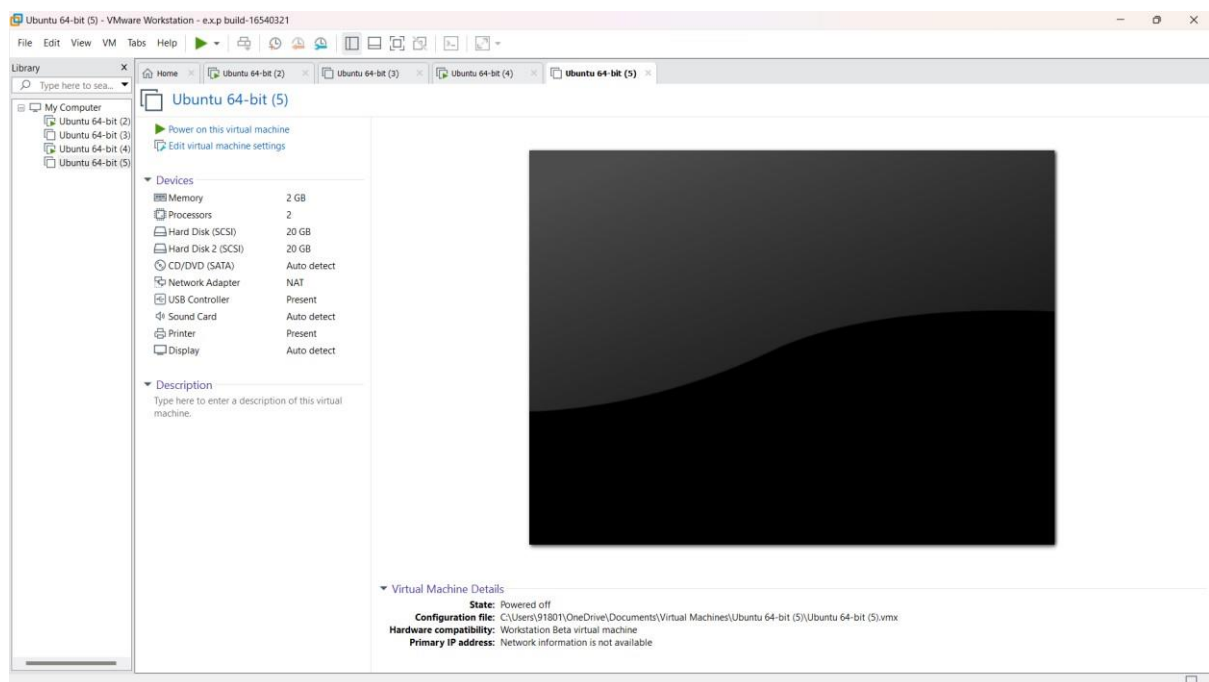 Ubuntu 64-bit (5) - VMware Workstation - e.x.p build-16540321
File Edit View VM Tabs Help
Library X
Type here to sea...
My Computer
Ubuntu 64-bit (2)
Ubuntu 64-bit (3)
Ubuntu 64-bit (4)
Ubuntu 64-bit (5)
Home Ubuntu 64-bit (2) Ubuntu 64-bit (3) Ubuntu 64-bit (4) Ubuntu 64-bit (5)
Ubuntu 64-bit (5)
Power on this virtual machine
Edit virtual machine settings
Devices
Memory 2 GB
Processors 2
Hard Disk (SCSI) 20 GB
Hard Disk 2 (SCSI) 20 GB
CD/DVD (SATA) Auto detect
Network Adapter NAT
USB Controller Present
Sound Card Auto detect
Printer Present
Display Auto detect
Description
Type here to enter a description of this virtual
machine.
Virtual Machine Details
State: Powered off
Configuration file: C:\Users\91801\OneDrive\Documents\Virtual Machines\Ubuntu 64-bit (5)\Ubuntu 64-bit (5).vmx
Hardware compatibility: Workstation Beta virtual machine
Primary IP address: Network information is not available